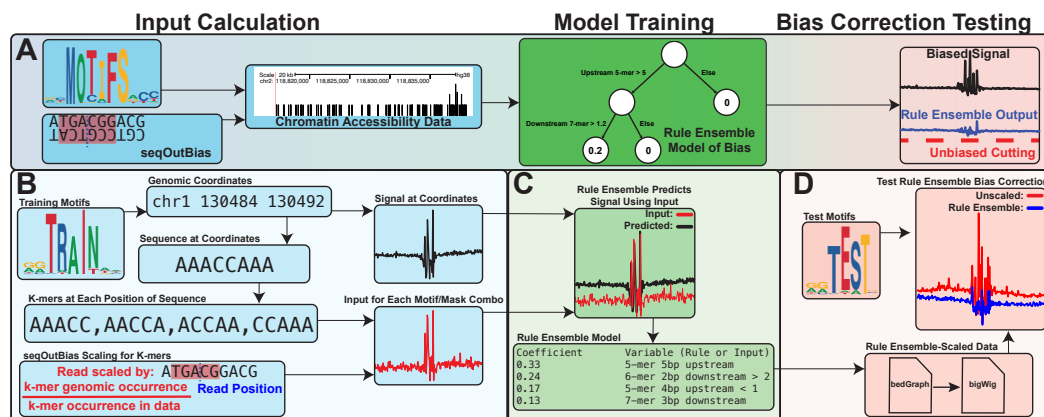 Input Calculation
Model Training
Bias Correction Testing
A
MOTIFS
ATGACGGACG
TACTGCCTGC
seqOutBias
Scale
chr2:
20 kb
hg38
118,820,000
118,825,000
118,830,000
118,835,000
Chromatin Accessibility Data
Upstream 5-mer > 5
Else
0
Downstream 7-mer > 1.2
Else
0.2
0
Rule Ensemble
Model of Bias
Biased Signal
Rule Ensemble Output
Unbiased Cutting
B
Training Motifs
TRAIN
Genomic Coordinates
chr1 130484 130492
Sequence at Coordinates
AAACCAAA
K-mers at Each Position of Sequence
AAACC,AACCA,ACCAA,CCAAA
seqOutBias Scaling for K-mers
Read scaled by:
ATGACGGACG
k-mer genomic occurrence
k-mer occurrence in data
Read Position
Signal at Coordinates
Input for Each Motif/Mask Combo
C
Rule Ensemble Predicts
Signal Using Input
Input:
Predicted:
Rule Ensemble Model
Coefficient Variable (Rule or Input)
0.33 5-mer 5bp upstream
0.24 6-mer 2bp downstream > 2
0.17 5-mer 4bp upstream < 1
0.13 7-mer 3bp downstream
D
Test Rule Ensemble Bias Correction
Unscaled:
Rule Ensemble:
Test Motifs
TEST
Rule Ensemble-Scaled Data
bedGraph
bigWig